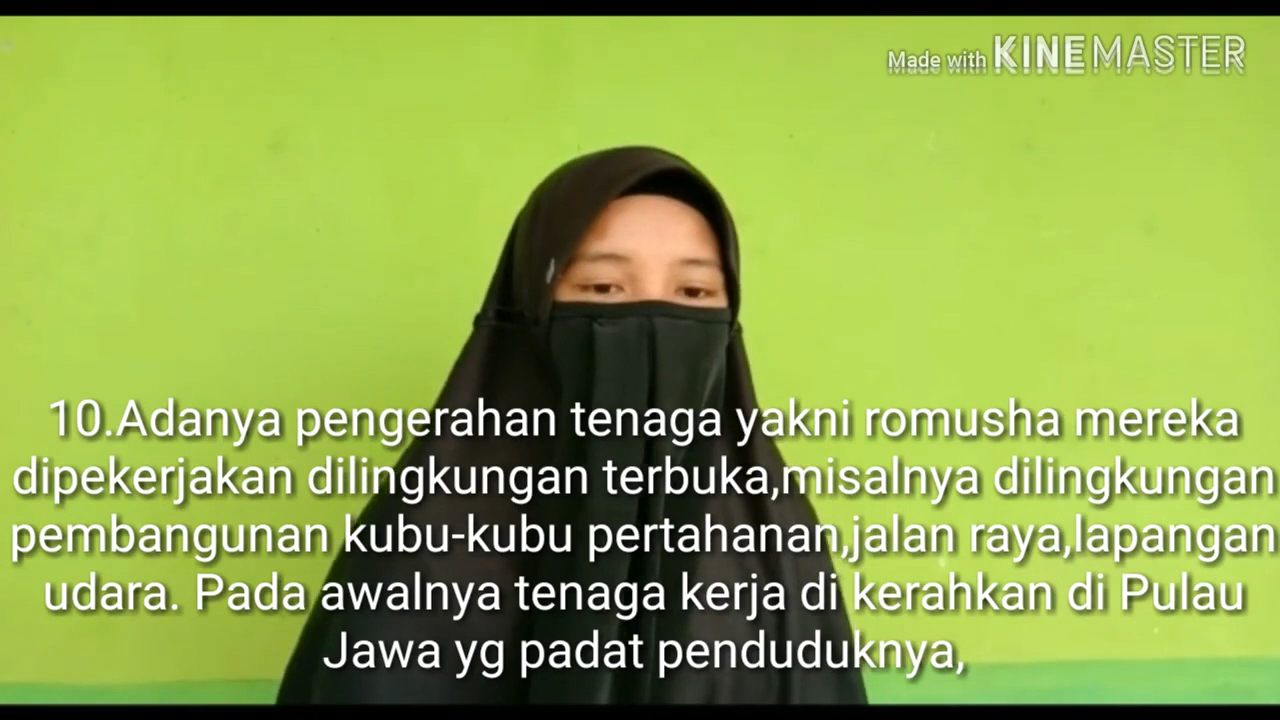 Made with KINEMASTER
10.Adanya pengerahan tenaga yakni romusha mereka
dipekerjakan dilingkungan terbuka,misalnya dilingkungan
pembangunan kubu-kubu pertahanan,jalan raya,lapangan
udara. Pada awalnya tenaga kerja di kerahkan di Pulau
Jawa yg padat penduduknya,